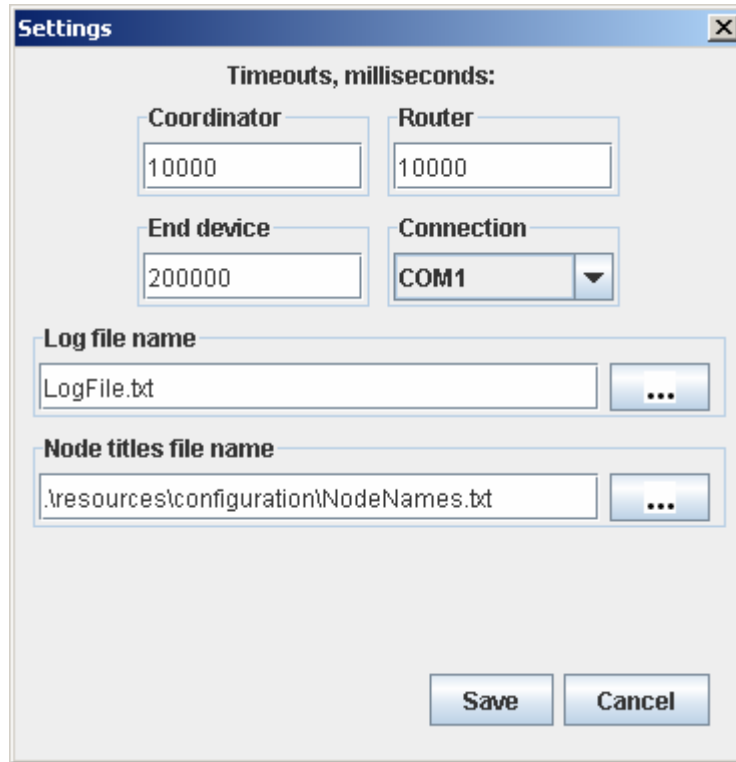 Settings
Timeouts, milliseconds:
Coordinator Router
10000 10000
End device Connection
200000 COM1
Log file name
LogFile.txt ...
Node titles file name
.\resources\configuration\NodeNames.txt ...
Save Cancel